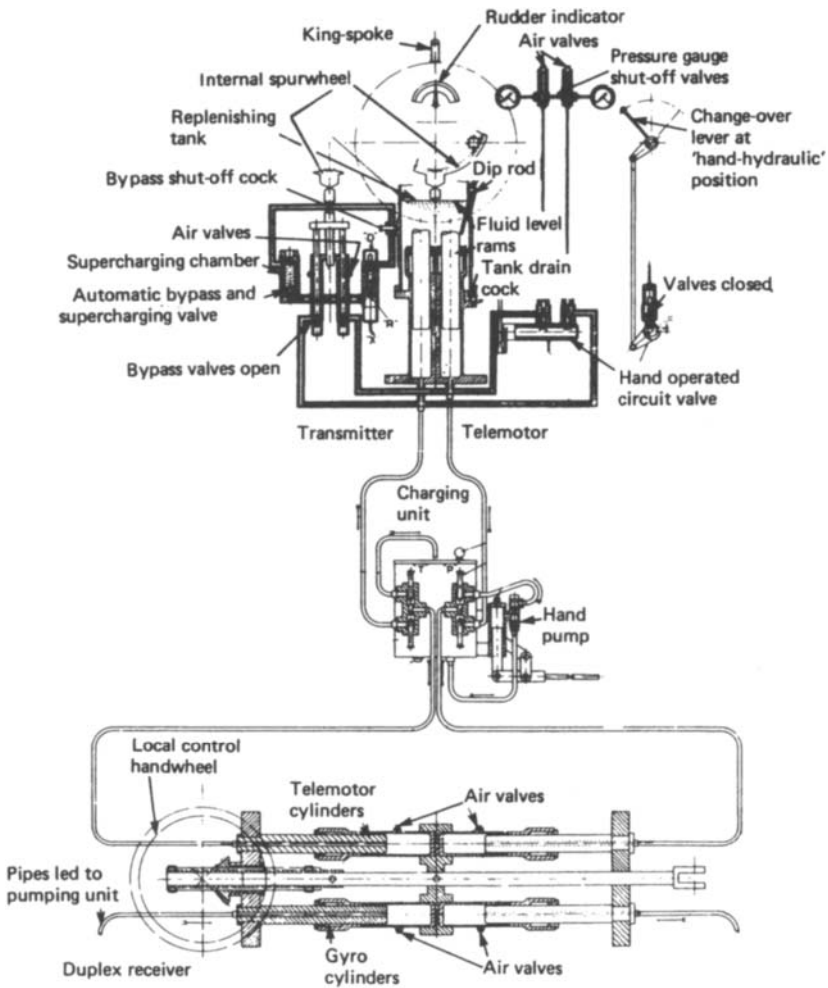 Rudder indicator
King-spoke
Air valves
Pressure gauge
shut-off valves
Internal spurwheel
Replenishing
tank
Change-over
lever at
'hand-hydraulic'
position
Dip rod
Bypass shut-off cock
Air valves
Fluid level
rams
Supercharging chamber
Tank drain
cock
Valves closed
Automatic bypass and
supercharging valve
Bypass valves open
Hand operated
circuit valve
Transmitter
Telemotor
Charging
unit
T
P
Hand
pump
Local control
handwheel
Telemotor
cylinders
Air valves
Pipes led to
pumping unit
Gyro
cylinders
Air valves
Duplex receiver